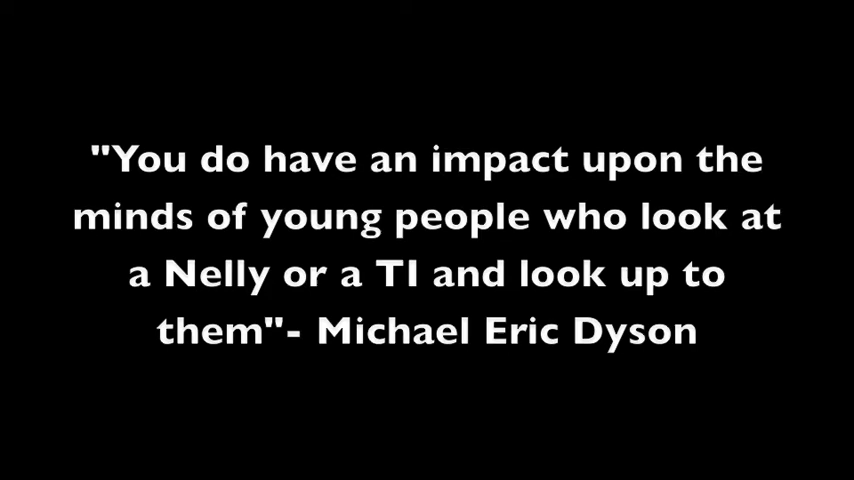 "You do have an impact upon the
minds of young people who look at
a Nelly or a TI and look up to
them"- Michael Eric Dyson